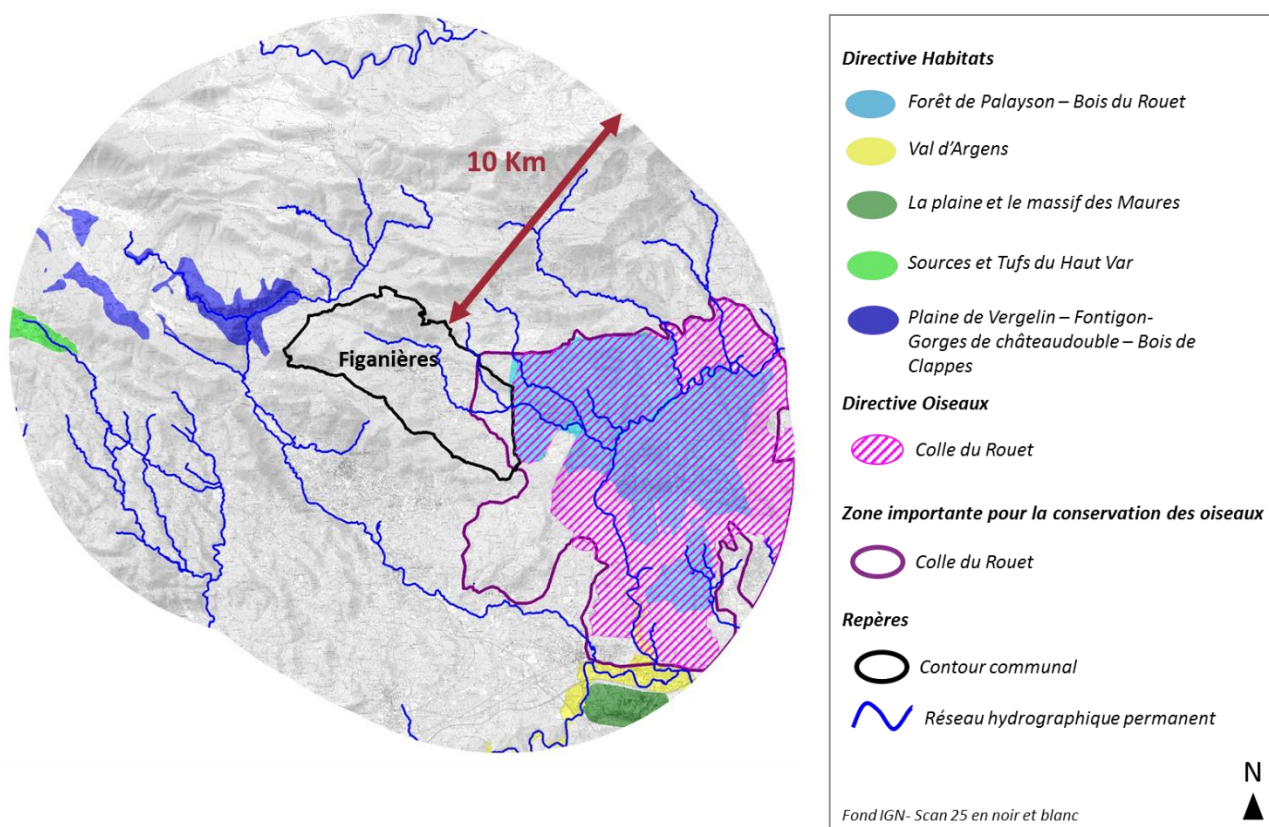 10 Km
Figanières
Directive Habitats
Forêt de Palayson – Bois du Rouet
Val d'Argens
La plaine et le massif des Maures
Sources et Tufs du Haut Var
Plaine de Vergelin – Fontigon-
Gorges de châteaudouble – Bois de
Clappes
Directive Oiseaux
Colle du Rouet
Zone importante pour la conservation des oiseaux
Colle du Rouet
Repères
Contour communal
Réseau hydrographique permanent
N
Fond IGN- Scan 25 en noir et blanc